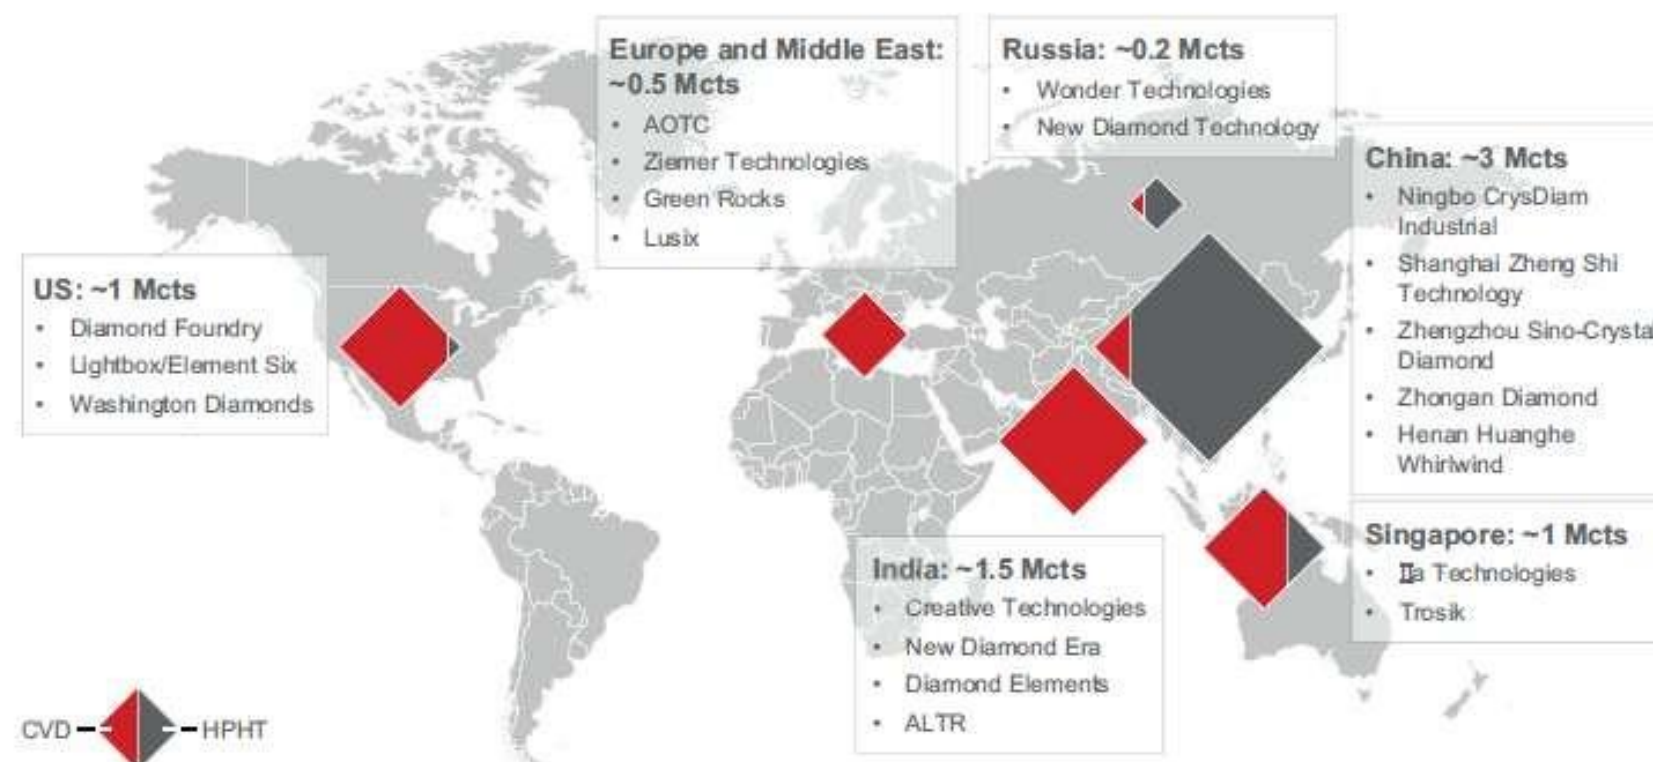 Europe and Middle East:
~0.5 Mcts
• AOTC
• Ziemer Technologies
• Green Rocks
• Lusix
Russia: ~0.2 Mcts
• Wonder Technologies
• New Diamond Technology
China: ~3 Mcts
• Ningbo CrysDiam
Industrial
• Shanghai Zheng Shi
Technology
• Zhengzhou Sino-Crystal
Diamond
• Zhongan Diamond
• Henan Huanghe
Whirlwind
US: ~1 Mcts
• Diamond Foundry
• Lightbox/Element Six
• Washington Diamonds
India: ~1.5 Mcts
• Creative Technologies
• New Diamond Era
• Diamond Elements
• ALTR
Singapore: ~1 Mcts
• IIa Technologies
• Trosik
CVD
HPHT